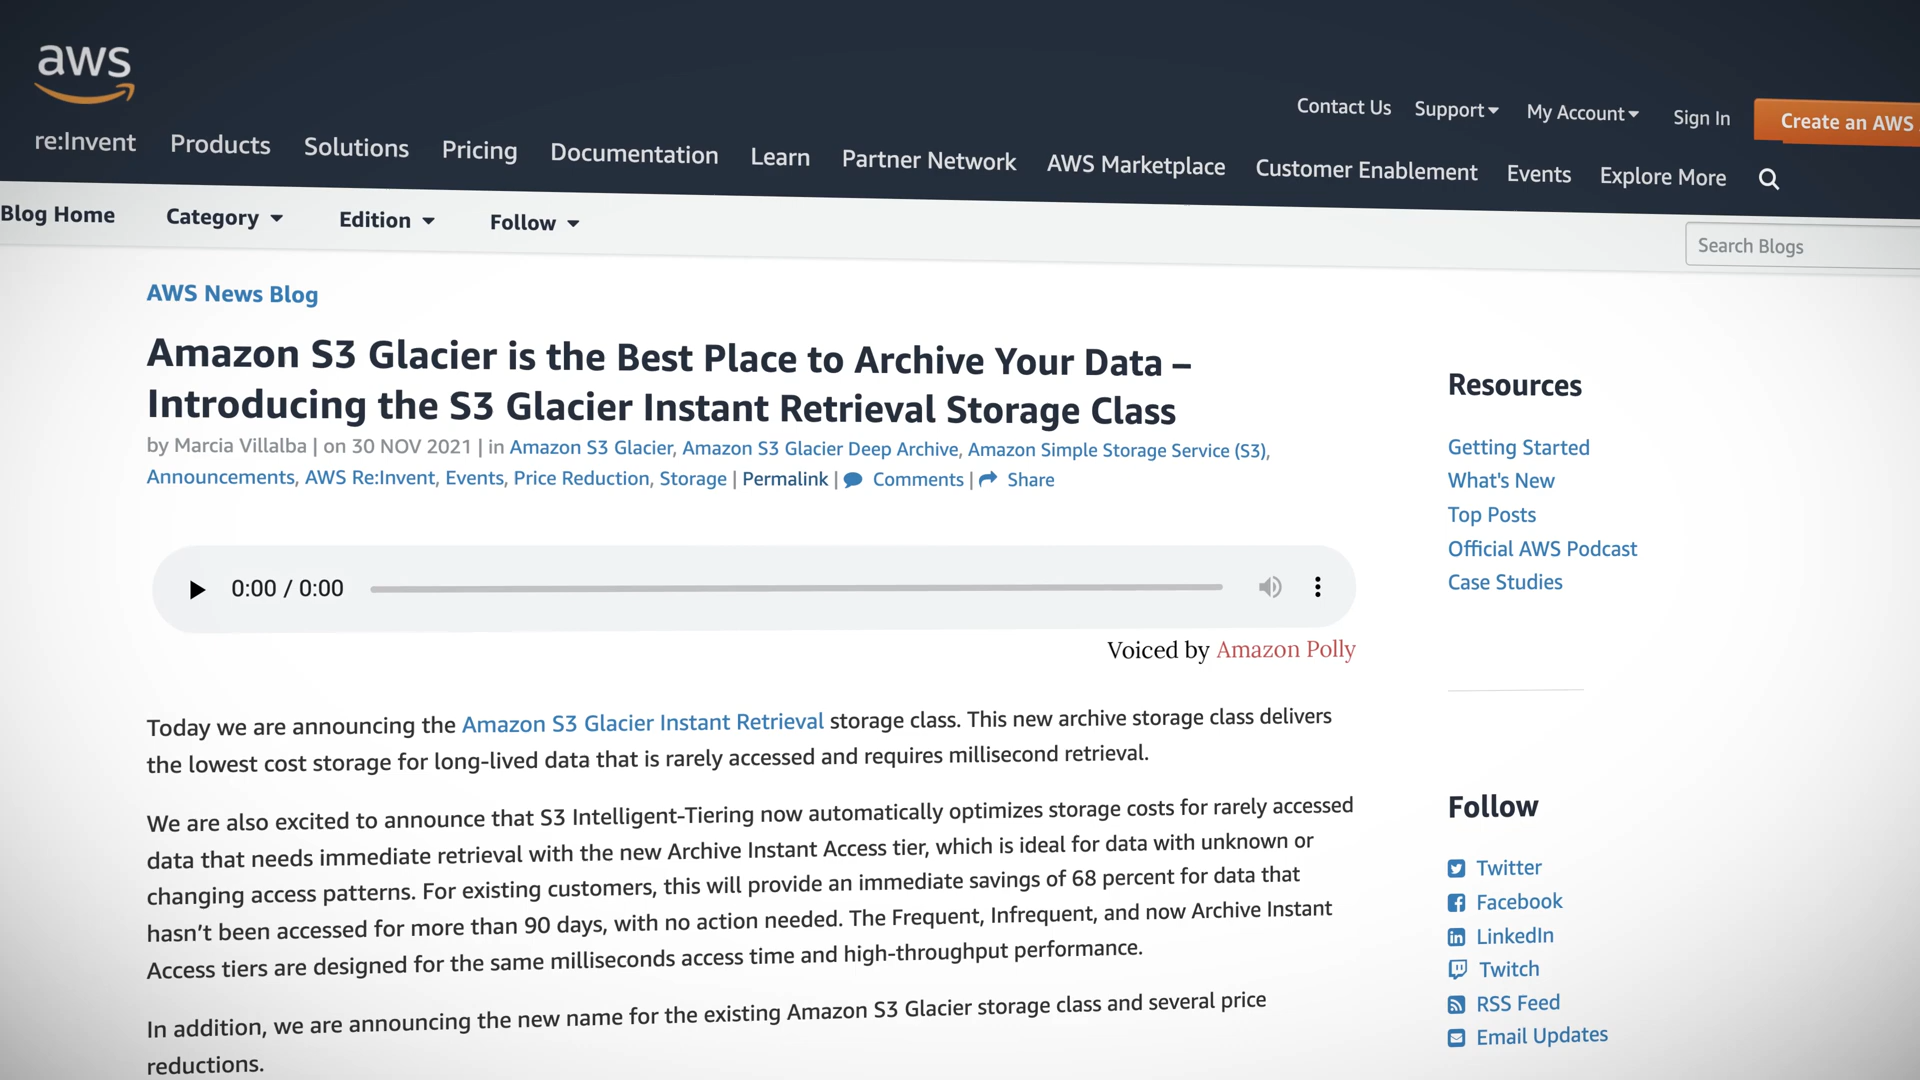 aws
Contact Us Support My Account Sign In Create an AWS
re:Invent Products Solutions Pricing Documentation Learn Partner Network AWS Marketplace Customer Enablement Events Explore More
Blog Home Category Edition Follow
Search Blogs
AWS News Blog
Amazon S3 Glacier is the Best Place to Archive Your Data –
Introducing the S3 Glacier Instant Retrieval Storage Class
by Marcia Villalba | on 30 NOV 2021 | in Amazon S3 Glacier, Amazon S3 Glacier Deep Archive, Amazon Simple Storage Service (S3),
Announcements, AWS Re:Invent, Events, Price Reduction, Storage | Permalink | Comments | Share
0:00 / 0:00
Voiced by Amazon Polly
Today we are announcing the Amazon S3 Glacier Instant Retrieval storage class. This new archive storage class delivers
the lowest cost storage for long-lived data that is rarely accessed and requires millisecond retrieval.
We are also excited to announce that S3 Intelligent-Tiering now automatically optimizes storage costs for rarely accessed
data that needs immediate retrieval with the new Archive Instant Access tier, which is ideal for data with unknown or
changing access patterns. For existing customers, this will provide an immediate savings of 68 percent for data that
hasn’t been accessed for more than 90 days, with no action needed. The Frequent, Infrequent, and now Archive Instant
Access tiers are designed for the same milliseconds access time and high-throughput performance.
In addition, we are announcing the new name for the existing Amazon S3 Glacier storage class and several price
reductions.
Resources
Getting Started
What's New
Top Posts
Official AWS Podcast
Case Studies
Follow
Twitter
Facebook
LinkedIn
Twitch
RSS Feed
Email Updates